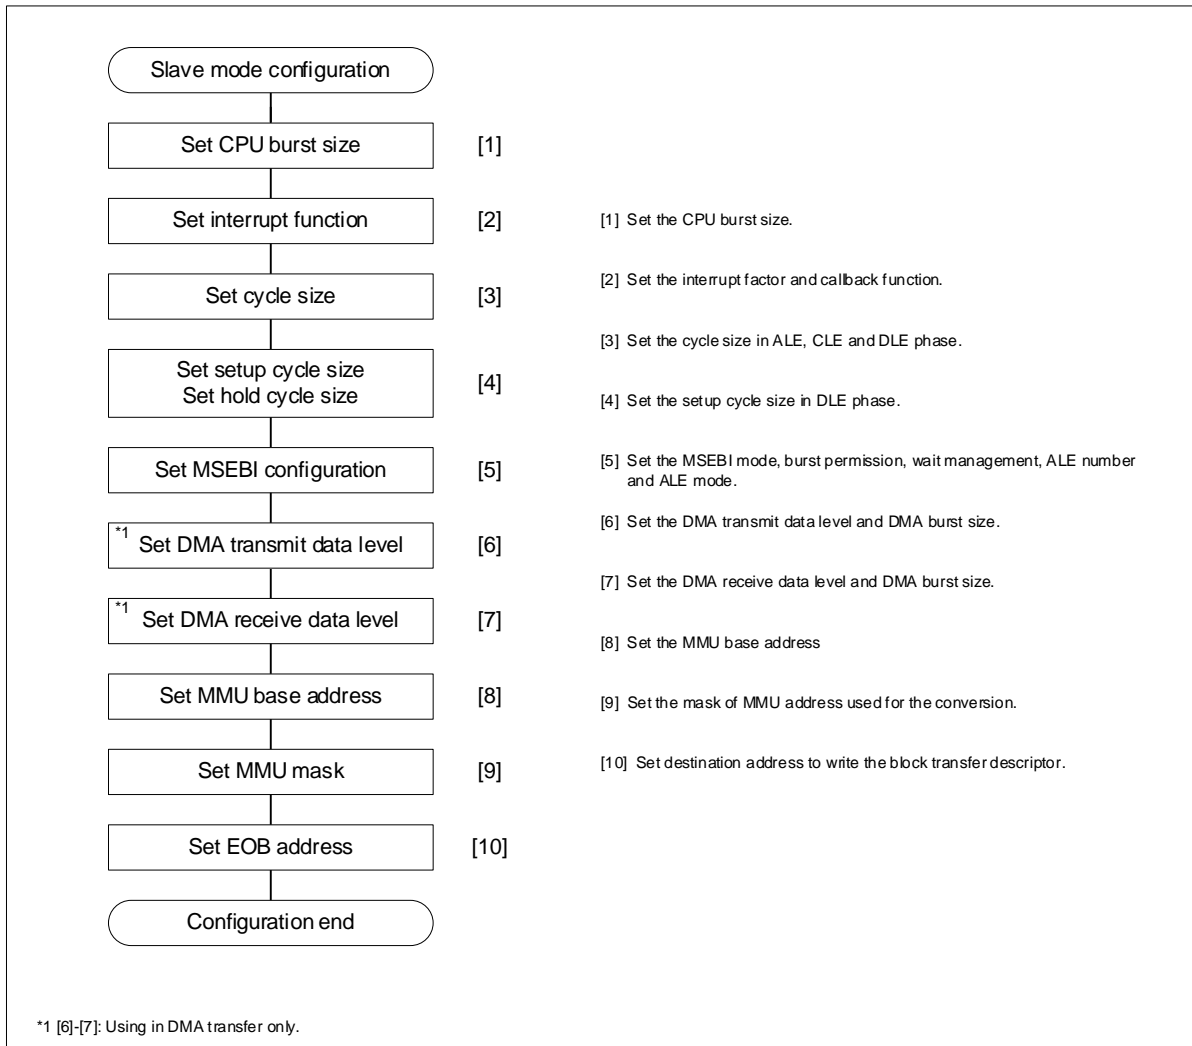 Slave mode configuration
Set CPU burst size
[1]
Set interrupt function
[2]
Set cycle size
[3]
Set setup cycle size
Set hold cycle size
[4]
Set MSEBI configuration
[5]
*1 Set DMA transmit data level
[6]
*1 Set DMA receive data level
[7]
Set MMU base address
[8]
Set MMU mask
[9]
Set EOB address
[10]
Configuration end
[1] Set the CPU burst size.
[2] Set the interrupt factor and callback function.
[3] Set the cycle size in ALE, CLE and DLE phase.
[4] Set the setup cycle size in DLE phase.
[5] Set the MSEBI mode, burst permission, wait management, ALE number
and ALE mode.
[6] Set the DMA transmit data level and DMA burst size.
[7] Set the DMA receive data level and DMA burst size.
[8] Set the MMU base address
[9] Set the mask of MMU address used for the conversion.
[10] Set destination address to write the block transfer descriptor.
*1 [6]-[7]: Using in DMA transfer only.